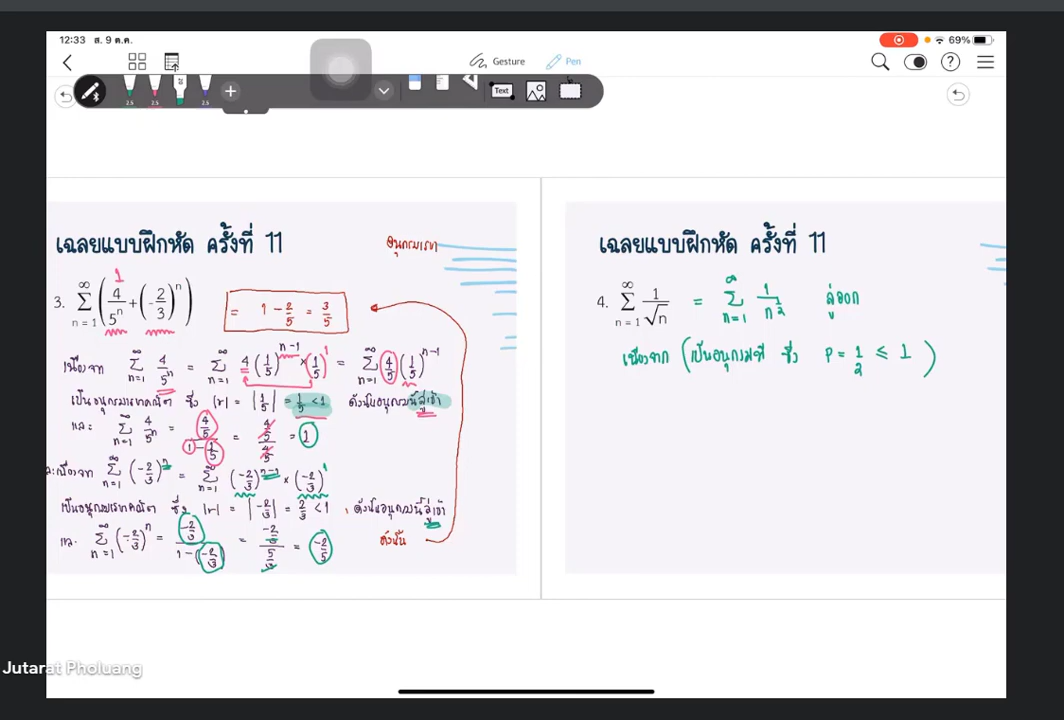 12:33 ส. 9 ต.ค.
69%
Gesture Pen
2.5 2.5 2.5
Text
เฉลยแบบฝึกหัด ครั้งที่ 11
อนุกรมเรขา
1
3. ∞ Σ n = 1 (4/5ⁿ + (-2/3)ⁿ)
= 1 - 2/5 = 3/5
เนื่องจาก ∞ Σ n=1 4/5ⁿ = ∞ Σ n=1 4(1/5)ⁿ⁻¹ × (1/5)¹ = ∞ Σ n=1 (4/5)(1/5)ⁿ⁻¹
เป็นอนุกรมเรขาคณิต ซึ่ง |r| = |1/5| = 1/5 < 1 ดังนั้นอนุกรมนี้ลู่เข้า
และ ∞ Σ n=1 4/5ⁿ = (4/5)/(1 - 1/5) = (4/5)/(4/5) = 1
และเนื่องจาก ∞ Σ n=1 (-2/3)ⁿ = ∞ Σ n=1 (-2/3)ⁿ⁻¹ × (-2/3)¹
เป็นอนุกรมเรขาคณิต ซึ่ง |r| = |-2/3| = 2/3 < 1 , ดังนั้นอนุกรมนี้ลู่เข้า
และ ∞ Σ n=1 (-2/3)ⁿ = (-2/3)/(1 - (-2/3)) = (-2/3)/(5/3) = -2/5
ดังนั้น
เฉลยแบบฝึกหัด ครั้งที่ 11
4. ∞ Σ n = 1 1/√n = ∞ Σ n=1 1/n^(1/2) ลู่ออก
เนื่องจาก (เป็นอนุกรมพี ซึ่ง P = 1/2 ≤ 1)
Jutarat Pholuang